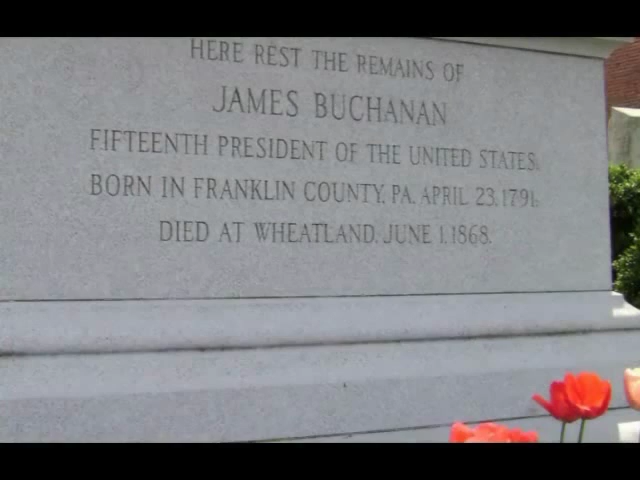 HERE REST THE REMAINS OF
JAMES BUCHANAN
FIFTEENTH PRESIDENT OF THE UNITED STATES.
BORN IN FRANKLIN COUNTY, PA. APRIL 23, 1791.
DIED AT WHEATLAND, JUNE 1, 1868.